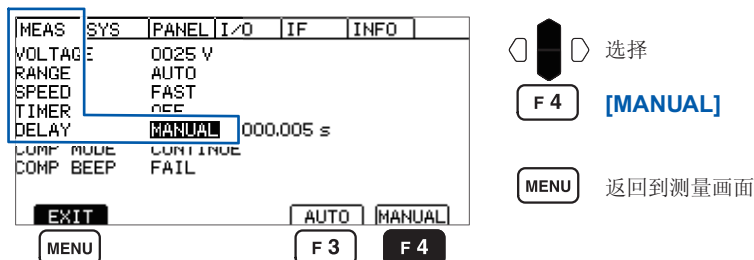 MEAS SYS PANEL I/O IF INFO
VOLTAGE 0025 V
RANGE AUTO
SPEED FAST
TIMER OFF
DELAY MANUAL 000.005 s
COMP MODE CONTINUE
COMP BEEP FAIL
EXIT AUTO MANUAL
MENU F 3 F 4
选择
F 4 [MANUAL]
MENU 返回到测量画面